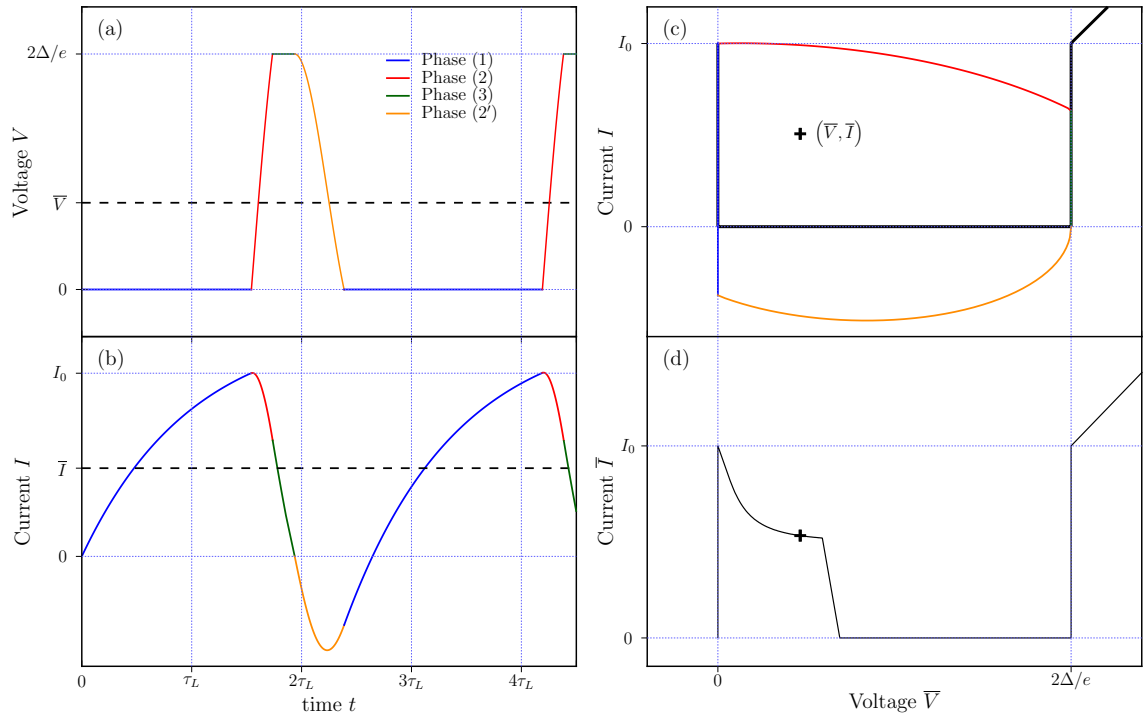 (a)
2Δ/e
V̅
0
Voltage V
Phase (1)
Phase (2)
Phase (3)
Phase (2′)
(b)
I₀
I̅
0
Current I
0
τ_L
2τ_L
3τ_L
4τ_L
time t
(c)
I₀
0
Current I
(V̅, I̅)
(d)
I₀
0
Current I̅
0
2Δ/e
Voltage V̅